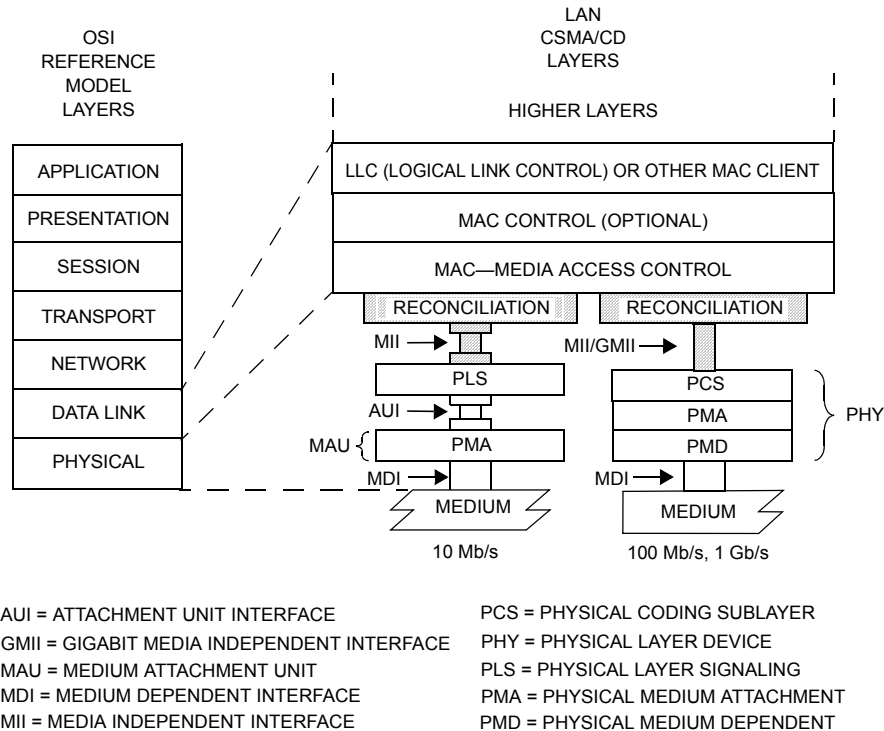 OSI
REFERENCE
MODEL
LAYERS
LAN
CSMA/CD
LAYERS
HIGHER LAYERS
APPLICATION
PRESENTATION
SESSION
TRANSPORT
NETWORK
DATA LINK
PHYSICAL
LLC (LOGICAL LINK CONTROL) OR OTHER MAC CLIENT
MAC CONTROL (OPTIONAL)
MAC—MEDIA ACCESS CONTROL
RECONCILIATION
MII
PLS
AUI
MAU
PMA
MDI
MEDIUM
10 Mb/s
RECONCILIATION
MII/GMII
PCS
PMA
PMD
PHY
MDI
MEDIUM
100 Mb/s, 1 Gb/s
AUI = ATTACHMENT UNIT INTERFACE
GMII = GIGABIT MEDIA INDEPENDENT INTERFACE
MAU = MEDIUM ATTACHMENT UNIT
MDI = MEDIUM DEPENDENT INTERFACE
MII = MEDIA INDEPENDENT INTERFACE
PCS = PHYSICAL CODING SUBLAYER
PHY = PHYSICAL LAYER DEVICE
PLS = PHYSICAL LAYER SIGNALING
PMA = PHYSICAL MEDIUM ATTACHMENT
PMD = PHYSICAL MEDIUM DEPENDENT